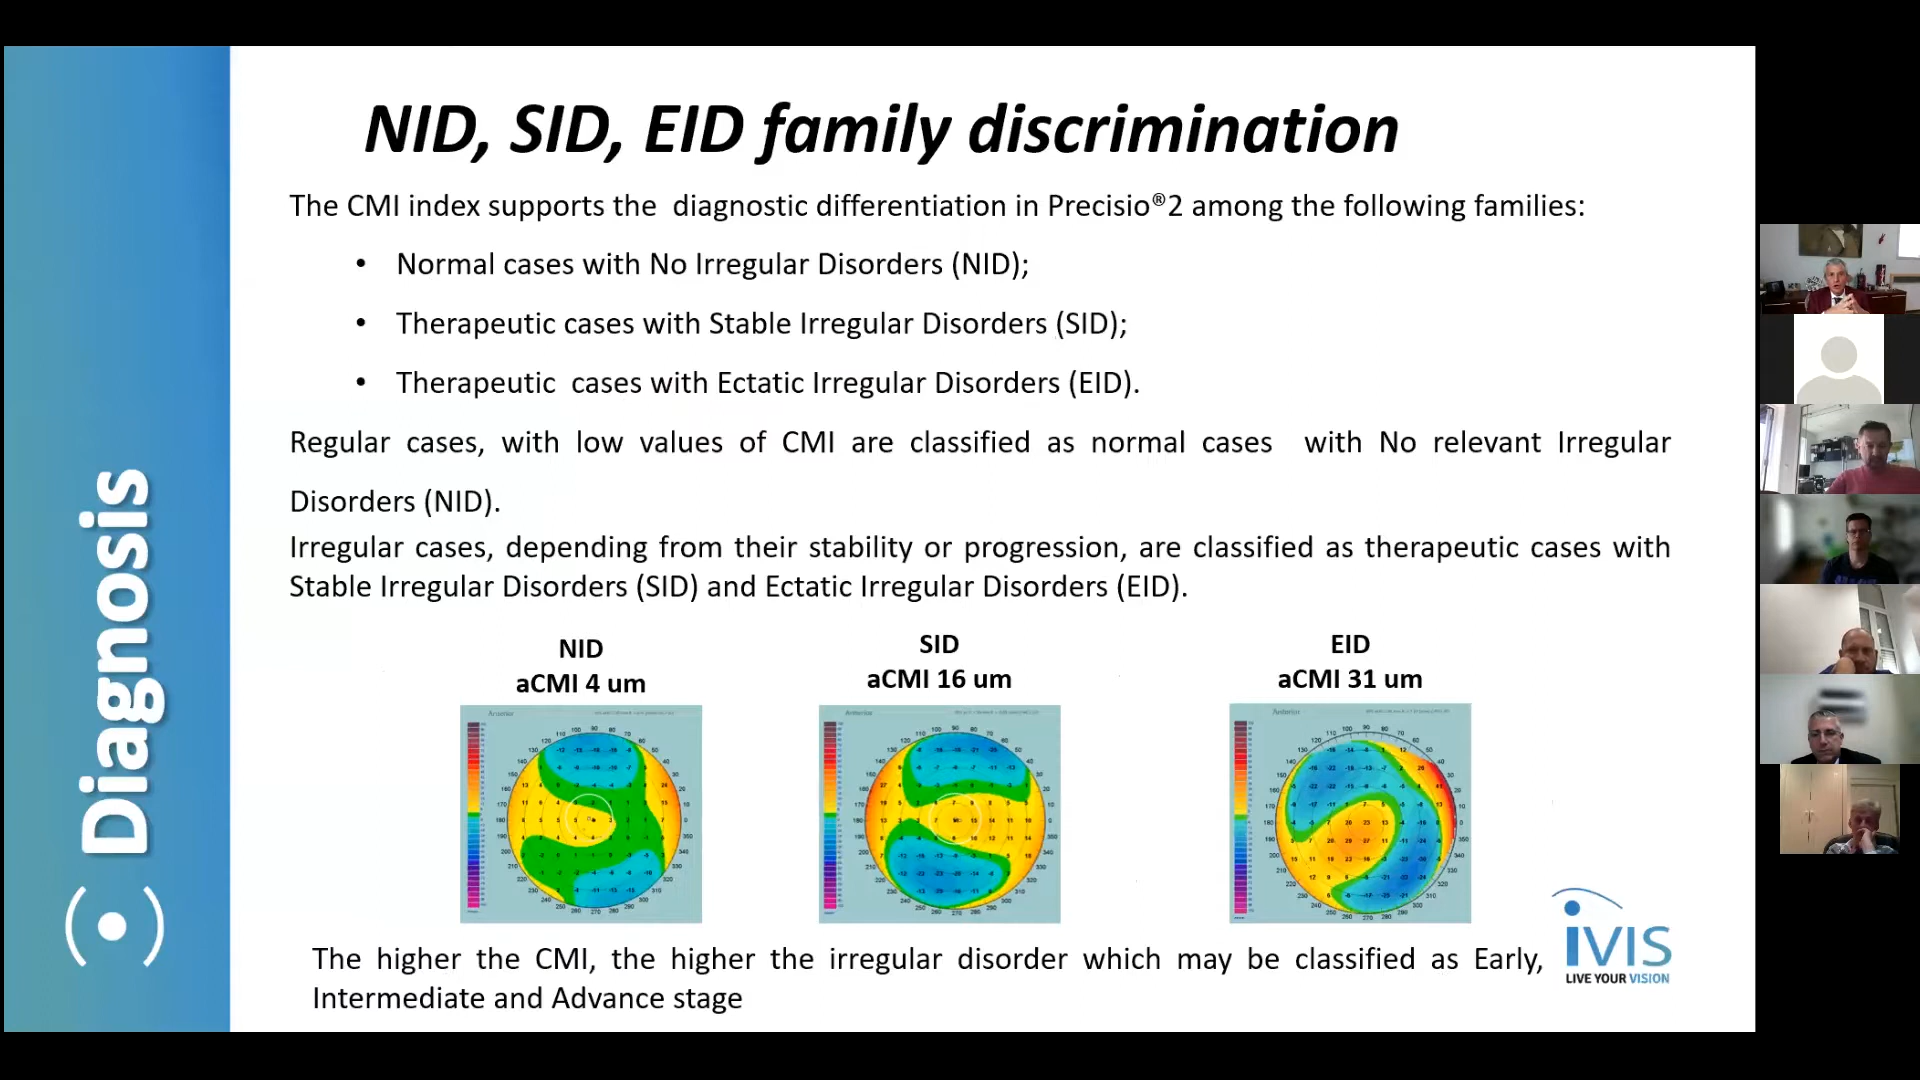 NID, SID, EID family discrimination
The CMI index supports the diagnostic differentiation in Precisio®2 among the following families:
• Normal cases with No Irregular Disorders (NID);
• Therapeutic cases with Stable Irregular Disorders (SID);
• Therapeutic cases with Ectatic Irregular Disorders (EID).
Regular cases, with low values of CMI are classified as normal cases with No relevant Irregular
Disorders (NID).
Irregular cases, depending from their stability or progression, are classified as therapeutic cases with
Stable Irregular Disorders (SID) and Ectatic Irregular Disorders (EID).
NID
aCMI 4 um
SID
aCMI 16 um
EID
aCMI 31 um
Anterior
Anterior
Anterior
The higher the CMI, the higher the irregular disorder which may be classified as Early,
Intermediate and Advance stage
Diagnosis
iVIS
LIVE YOUR VISION